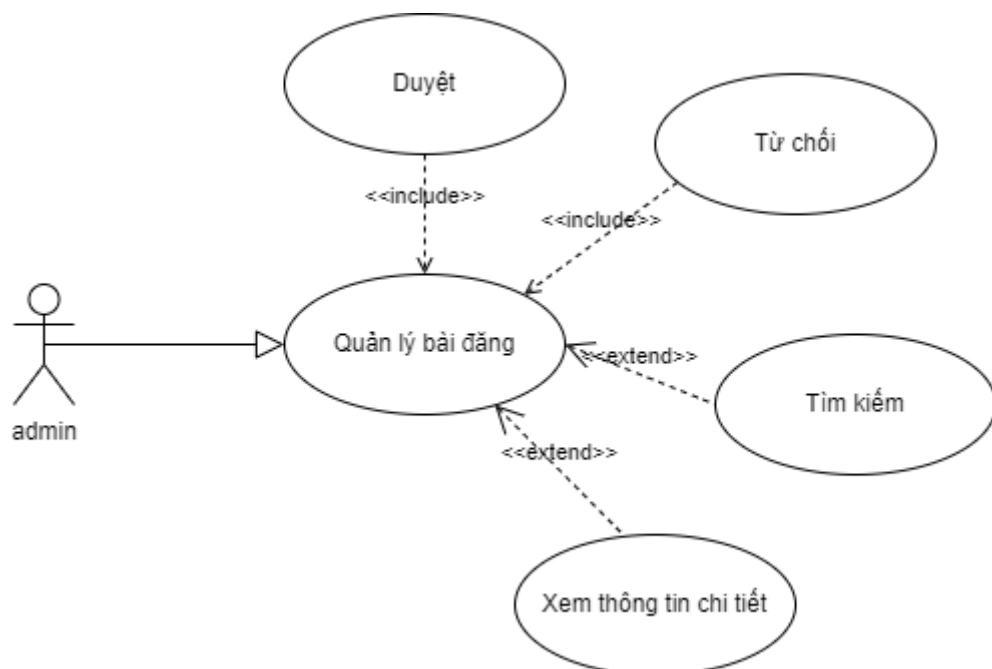 Duyệt
Từ chối
<<include>>
<<include>>
Quản lý bài đăng
<<extend>>
Tìm kiếm
admin
<<extend>>
Xem thông tin chi tiết